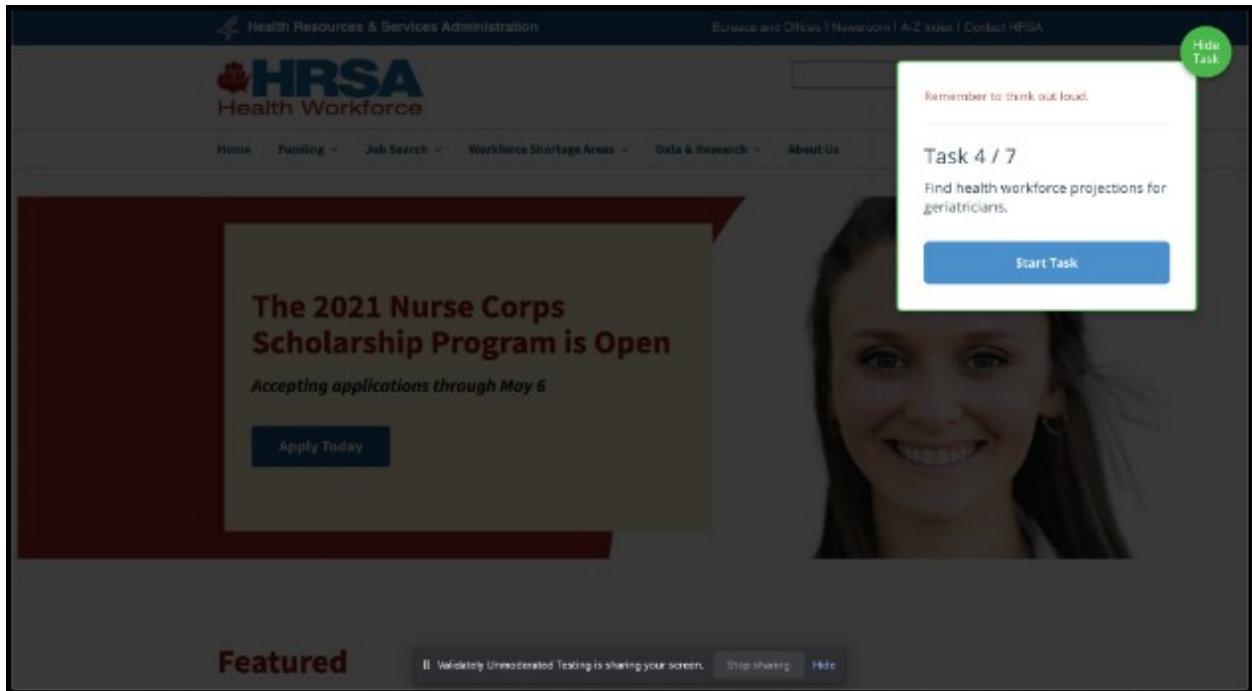 Health Resources & Services Administration
Bureaus and Offices | Newsroom | A-Z Index | Contact HRSA
Hide
Task
HRSA
Health Workforce
Remember to think out loud.
Home Funding Job Search Workforce Shortage Areas Data & Research About Us
Task 4 / 7
Find health workforce projections for
geriatricians.
Start Task
The 2021 Nurse Corps
Scholarship Program is Open
Accepting applications through May 6
Apply Today
Featured
Validately Unmoderated Testing is sharing your screen. Stop sharing Hide